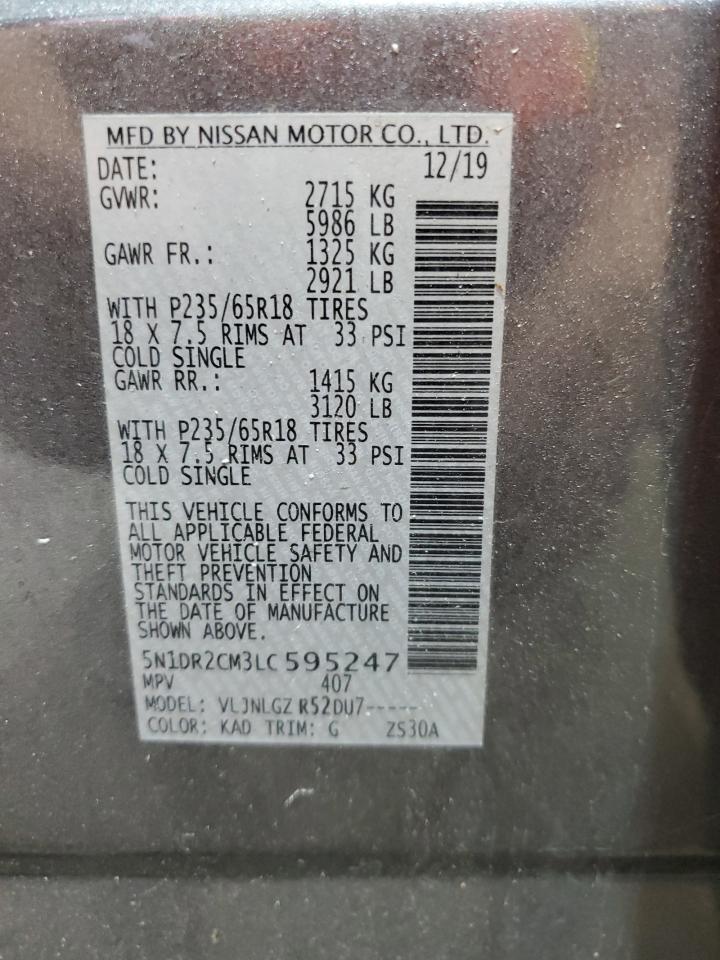 MFD BY NISSAN MOTOR CO., LTD.
DATE: 12/19
GVWR: 2715 KG
5986 LB
GAWR FR.: 1325 KG
2921 LB
WITH P235/65R18 TIRES
18 X 7.5 RIMS AT 33 PSI
COLD SINGLE
GAWR RR.: 1415 KG
3120 LB
WITH P235/65R18 TIRES
18 X 7.5 RIMS AT 33 PSI
COLD SINGLE
THIS VEHICLE CONFORMS TO
ALL APPLICABLE FEDERAL
MOTOR VEHICLE SAFETY AND
THEFT PREVENTION
STANDARDS IN EFFECT ON
THE DATE OF MANUFACTURE
SHOWN ABOVE.
5N1DR2CM3LC595247
MPV 407
MODEL: VLJNLGZ R52DU7-----
COLOR: KAD TRIM: G ZS30A